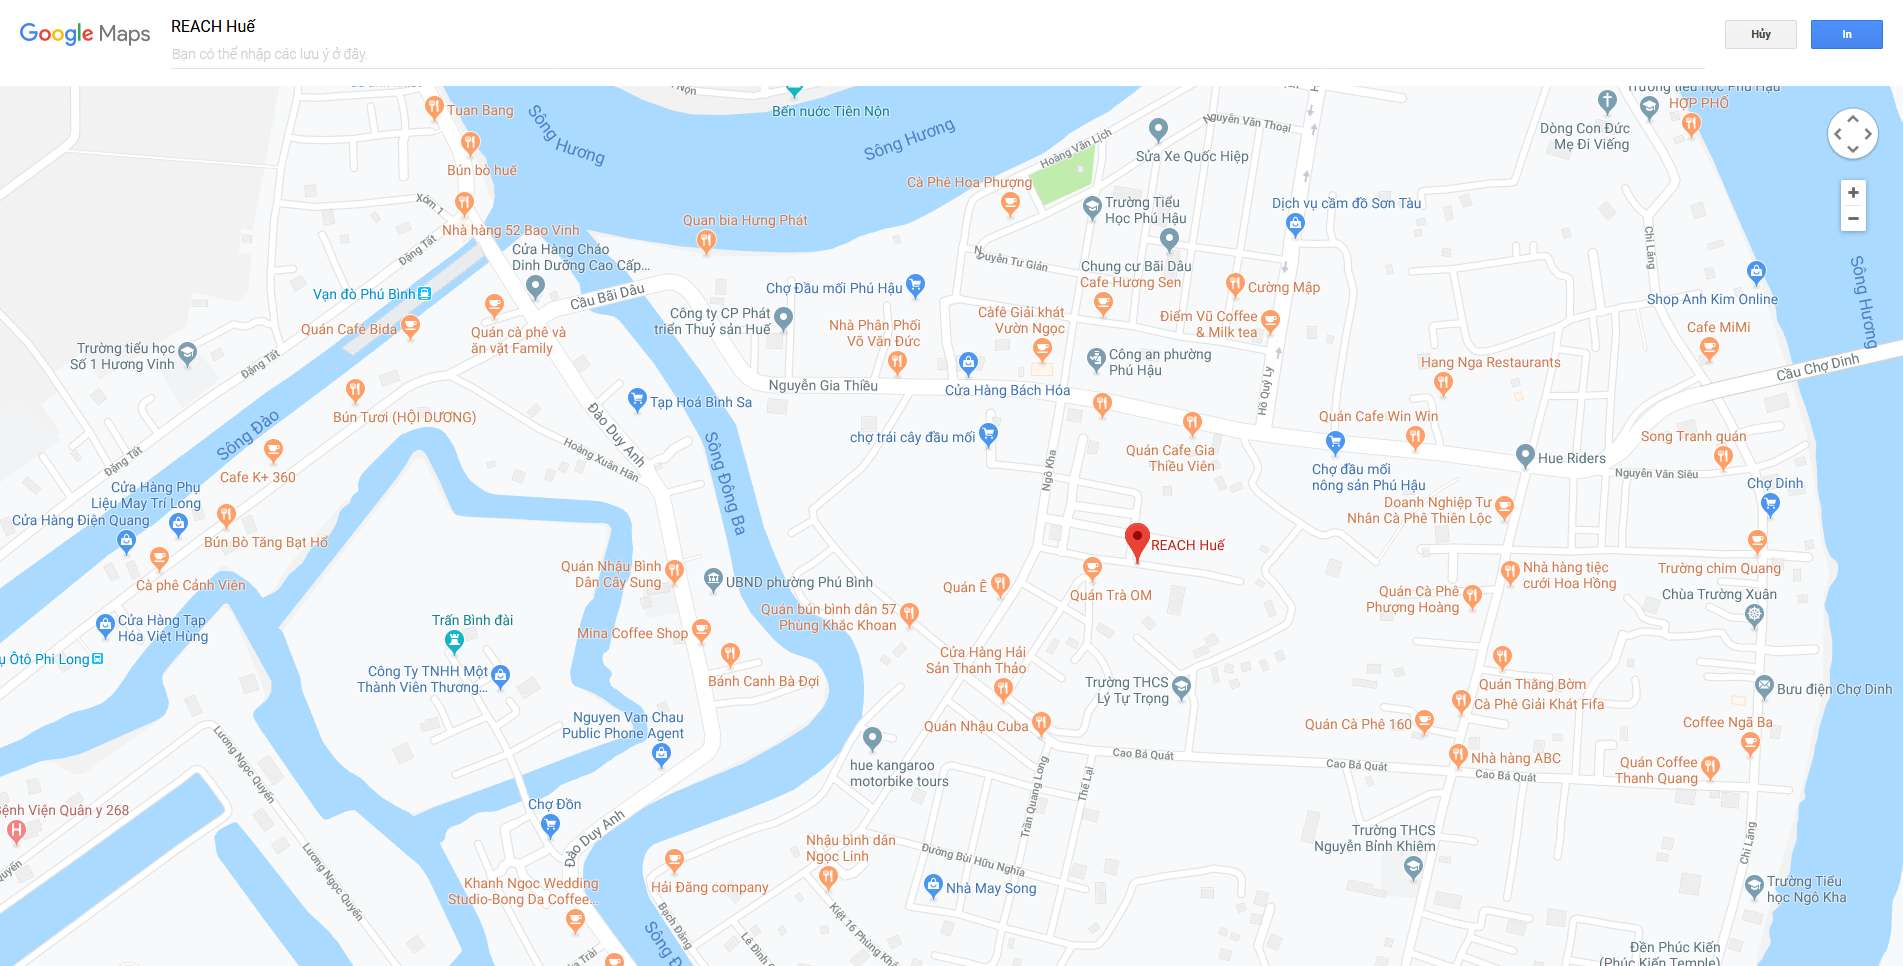 Google Maps
REACH Huế
Bạn có thể nhập các lưu ý ở đây.
Hủy
In
Bến nước Tiên Nộn
Trường tiểu học Phú Hậu
HỢP PHỐ
Tuan Bang
Sông Hương
Sông Hương
Nguyễn Văn Thoại
Dòng Con Đức
Mẹ Đi Viếng
Hoàng Văn Lịch
Sửa Xe Quốc Hiệp
Bún bò huế
Cà Phê Hoa Phượng
Xóm 1
Trường Tiểu
Học Phú Hậu
Dịch vụ cầm đồ Sơn Tàu
Quan bia Hưng Phát
Nhà hàng 52 Bao Vinh
Đặng Tất
Cửa Hàng Cháo
Dinh Dưỡng Cao Cấp...
Nguyễn Tư Giản
Chi Lăng
Sông Hương
Chung cư Bãi Dâu
Cafe Hương Sen
Cường Mập
Vạn đò Phú Bình
Cầu Bãi Dâu
Chợ Đầu mối Phú Hậu
Shop Anh Kim Online
Công ty CP Phát
triển Thuỷ sản Huế
Càfê Giải khát
Vườn Ngọc
Điểm Vũ Coffee
& Milk tea
Quán Café Bida
Quán cà phê và
ăn vặt Family
Nhà Phân Phối
Võ Văn Đức
Cafe MiMi
Trường tiểu học
Số 1 Hương Vinh
Đặng Tất
Công an phường
Phú Hậu
Hang Nga Restaurants
Cầu Chợ Dinh
Nguyễn Gia Thiều
Cửa Hàng Bách Hóa
Hồ Quý Ly
Tạp Hoá Bình Sa
Bún Tươi (HỘI DƯƠNG)
Đào Duy Anh
Quán Cafe Win Win
Sông Đào
chợ trái cây đầu mối
Song Tranh quán
Quán Cafe Gia
Thiều Viên
Hue Riders
Hoàng Xuân Hãn
Đặng Tất
Cafe K+ 360
Ngô Kha
Chợ đầu mối
nông sản Phú Hậu
Nguyễn Văn Siêu
Sông Đông Ba
Cửa Hàng Phụ
Liệu May Trí Long
Chợ Dinh
Cửa Hàng Điện Quang
Doanh Nghiệp Tư
Nhân Cà Phê Thiên Lộc
Bún Bò Tăng Bạt Hổ
REACH Huế
Quán Nhậu Bình
Dân Cây Sung
Cà phê Cảnh Viên
UBND phường Phú Bình
Quán Ê
Quán Trà OM
Nhà hàng tiệc
cưới Hoa Hồng
Trường chim Quang
Quán Cà Phê
Phượng Hoàng
Chùa Trường Xuân
Quán bún bình dân 57
Phùng Khắc Khoan
Cửa Hàng Tạp
Hóa Việt Hùng
Trấn Bình đài
Mina Coffee Shop
Ôtô Phi Long
Cửa Hàng Hải
Sản Thanh Thảo
Công Ty TNHH Một
Thành Viên Thương...
Bánh Canh Bà Đợi
Trường THCS
Lý Tự Trọng
Quán Thằng Bờm
Bưu điện Chợ Dinh
Cà Phê Giải Khát Fifa
Nguyen Van Chau
Public Phone Agent
Quán Nhậu Cuba
Quán Cà Phê 160
Coffee Ngã Ba
Lương Ngọc Quyến
Cao Bá Quát
Cao Bá Quát
Nhà hàng ABC
Cao Bá Quát
Quán Coffee
Thanh Quang
hue kangaroo
motorbike tours
Trần Quang Long
Thế Lại
Chợ Đồn
Bệnh Viện Quân y 268
Đào Duy Anh
Trường THCS
Nguyễn Bỉnh Khiêm
Chi Lăng
Nhậu bình dân
Ngọc Linh
Đường Bùi Hữu Nghĩa
Lương Ngọc Quyến
Khanh Ngoc Wedding
Studio-Bong Da Coffee...
Hải Đăng company
Nhà May Song
Trường Tiểu
học Ngô Kha
Bạch Đằng
Kiệt 16 Phùng Khắc
Lê Đình
Đền Phúc Kiến
(Phúc Kiến Temple)